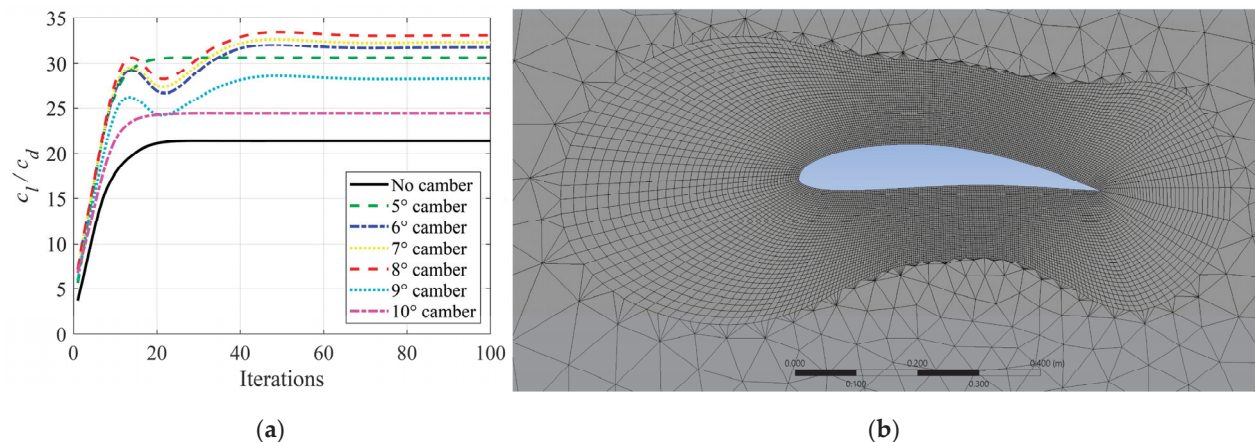 35
30
25
20
15
10
5
0
c_l / c_d
No camber
5° camber
6° camber
7° camber
8° camber
9° camber
10° camber
0 20 40 60 80 100
Iterations
(a)
0.000 0.200 0.400 (m)
0.100 0.300
(b)